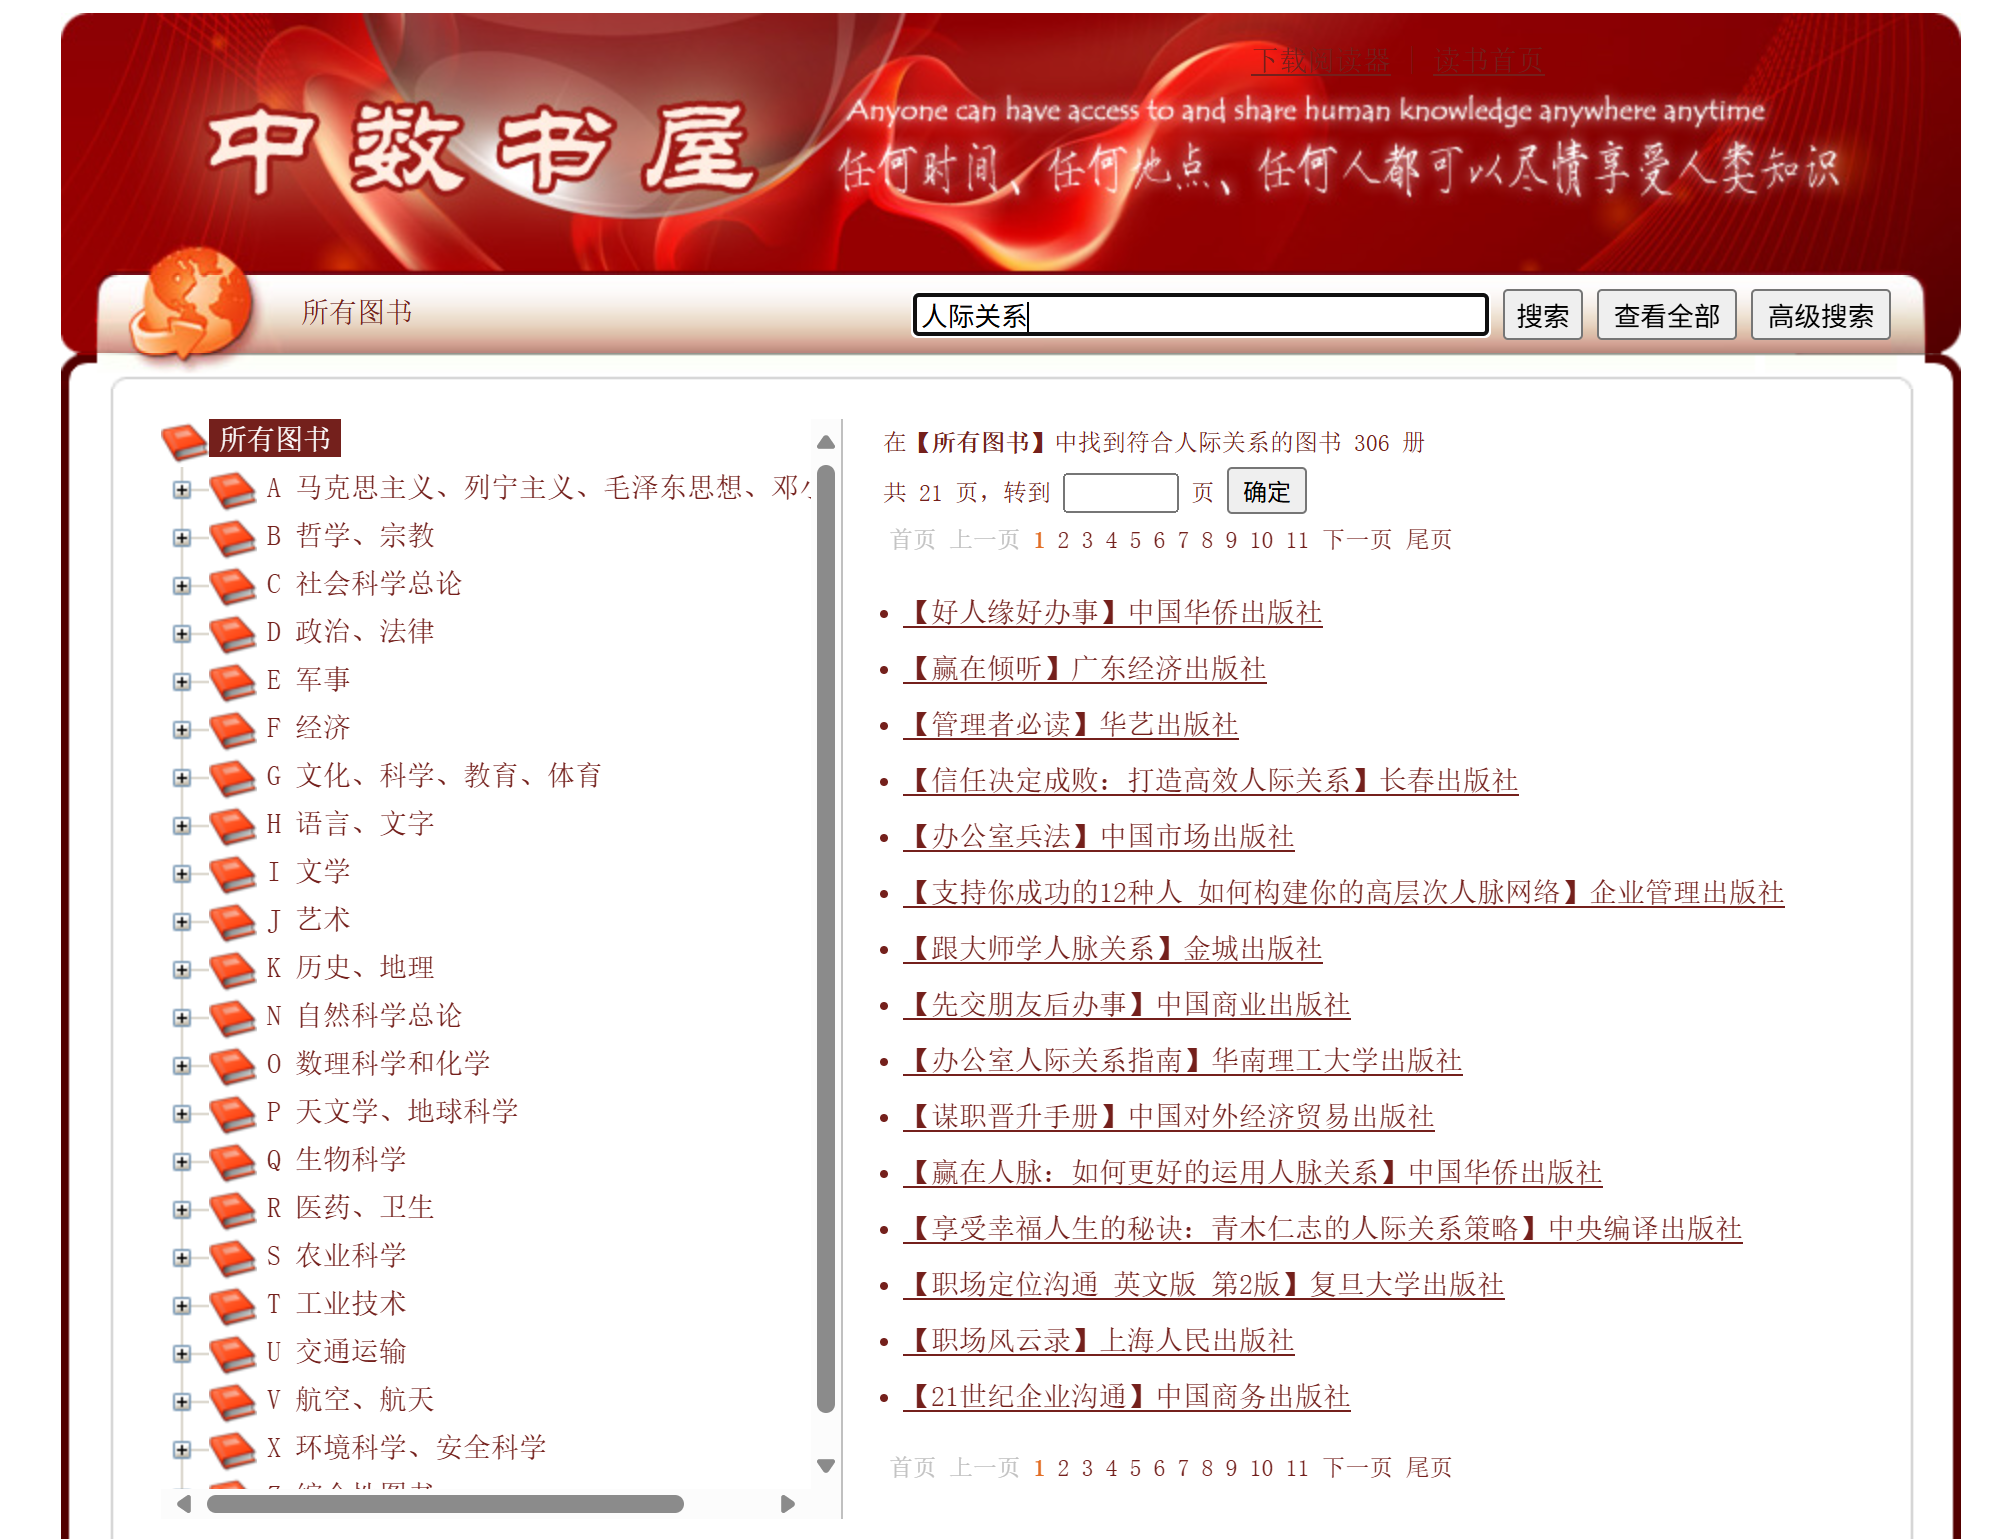 下载阅读器 | 读书首页
中数书屋
Anyone can have access to and share human knowledge anywhere anytime
任何时间、任何地点、任何人都可以尽情享受人类知识
所有图书
人际关系
搜索
查看全部
高级搜索
所有图书
A 马克思主义、列宁主义、毛泽东思想、邓小
B 哲学、宗教
C 社会科学总论
D 政治、法律
E 军事
F 经济
G 文化、科学、教育、体育
H 语言、文字
I 文学
J 艺术
K 历史、地理
N 自然科学总论
O 数理科学和化学
P 天文学、地球科学
Q 生物科学
R 医药、卫生
S 农业科学
T 工业技术
U 交通运输
V 航空、航天
X 环境科学、安全科学
Z 综合性图书
在【所有图书】中找到符合人际关系的图书 306 册
共 21 页，转到 页 确定
首页 上一页 1 2 3 4 5 6 7 8 9 10 11 下一页 尾页
【好人缘好办事】中国华侨出版社
【赢在倾听】广东经济出版社
【管理者必读】华艺出版社
【信任决定成败：打造高效人际关系】长春出版社
【办公室兵法】中国市场出版社
【支持你成功的12种人 如何构建你的高层次人脉网络】企业管理出版社
【跟大师学人脉关系】金城出版社
【先交朋友后办事】中国商业出版社
【办公室人际关系指南】华南理工大学出版社
【谋职晋升手册】中国对外经济贸易出版社
【赢在人脉：如何更好的运用人脉关系】中国华侨出版社
【享受幸福人生的秘诀：青木仁志的人际关系策略】中央编译出版社
【职场定位沟通 英文版 第2版】复旦大学出版社
【职场风云录】上海人民出版社
【21世纪企业沟通】中国商务出版社
首页 上一页 1 2 3 4 5 6 7 8 9 10 11 下一页 尾页